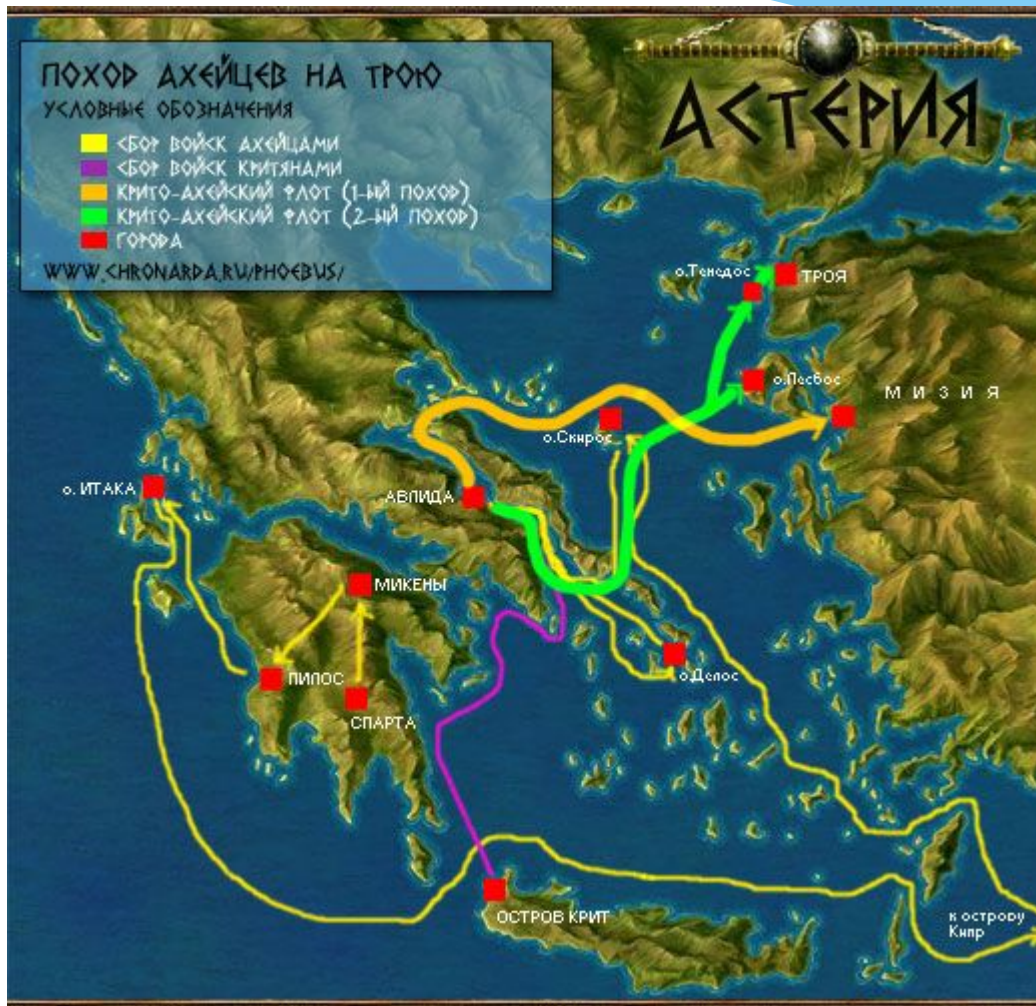 ПОХОД АХЕЙЦЕВ НА ТРОЮ
УСЛОВНЫЕ ОБОЗНАЧЕНИЯ
СБОР ВОЙСК АХЕЙЦАМИ
СБОР ВОЙСК КРИТЯНАМИ
КРИТО-АХЕЙСКИЙ ФЛОТ (1-ЫЙ ПОХОД)
КРИТО-АХЕЙСКИЙ ФЛОТ (2-ЫЙ ПОХОД)
ГОРОДА
WWW.CHRONARDA.RU/PHOEBUS/
АСТЕРИЯ
о.Тенедос
ТРОЯ
о.Лесбос
МИЗИЯ
о.Скирос
о. ИТАКА
АВЛИДА
МИКЕНЫ
ПИЛОС
о.Делос
СПАРТА
ОСТРОВ КРИТ
к острову
Кипр